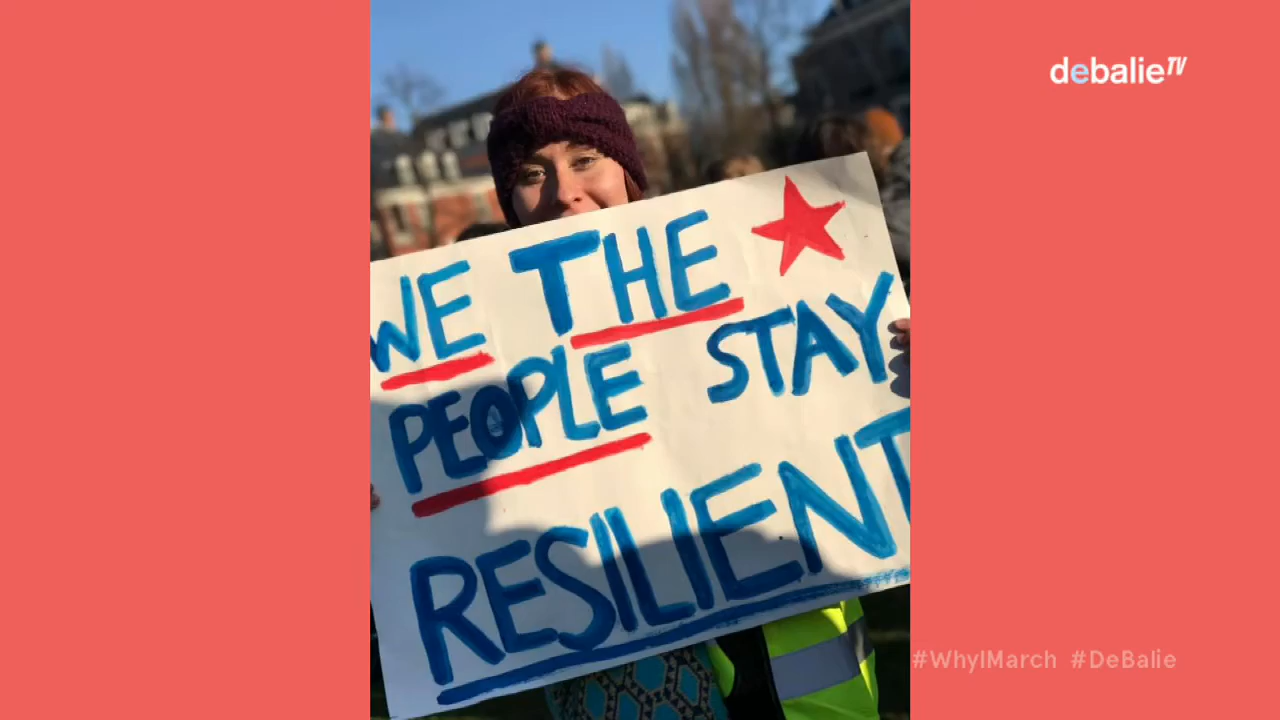 debalieTV
WE THE
PEOPLE STAY
RESILIENT
#WhyIMarch #DeBalie